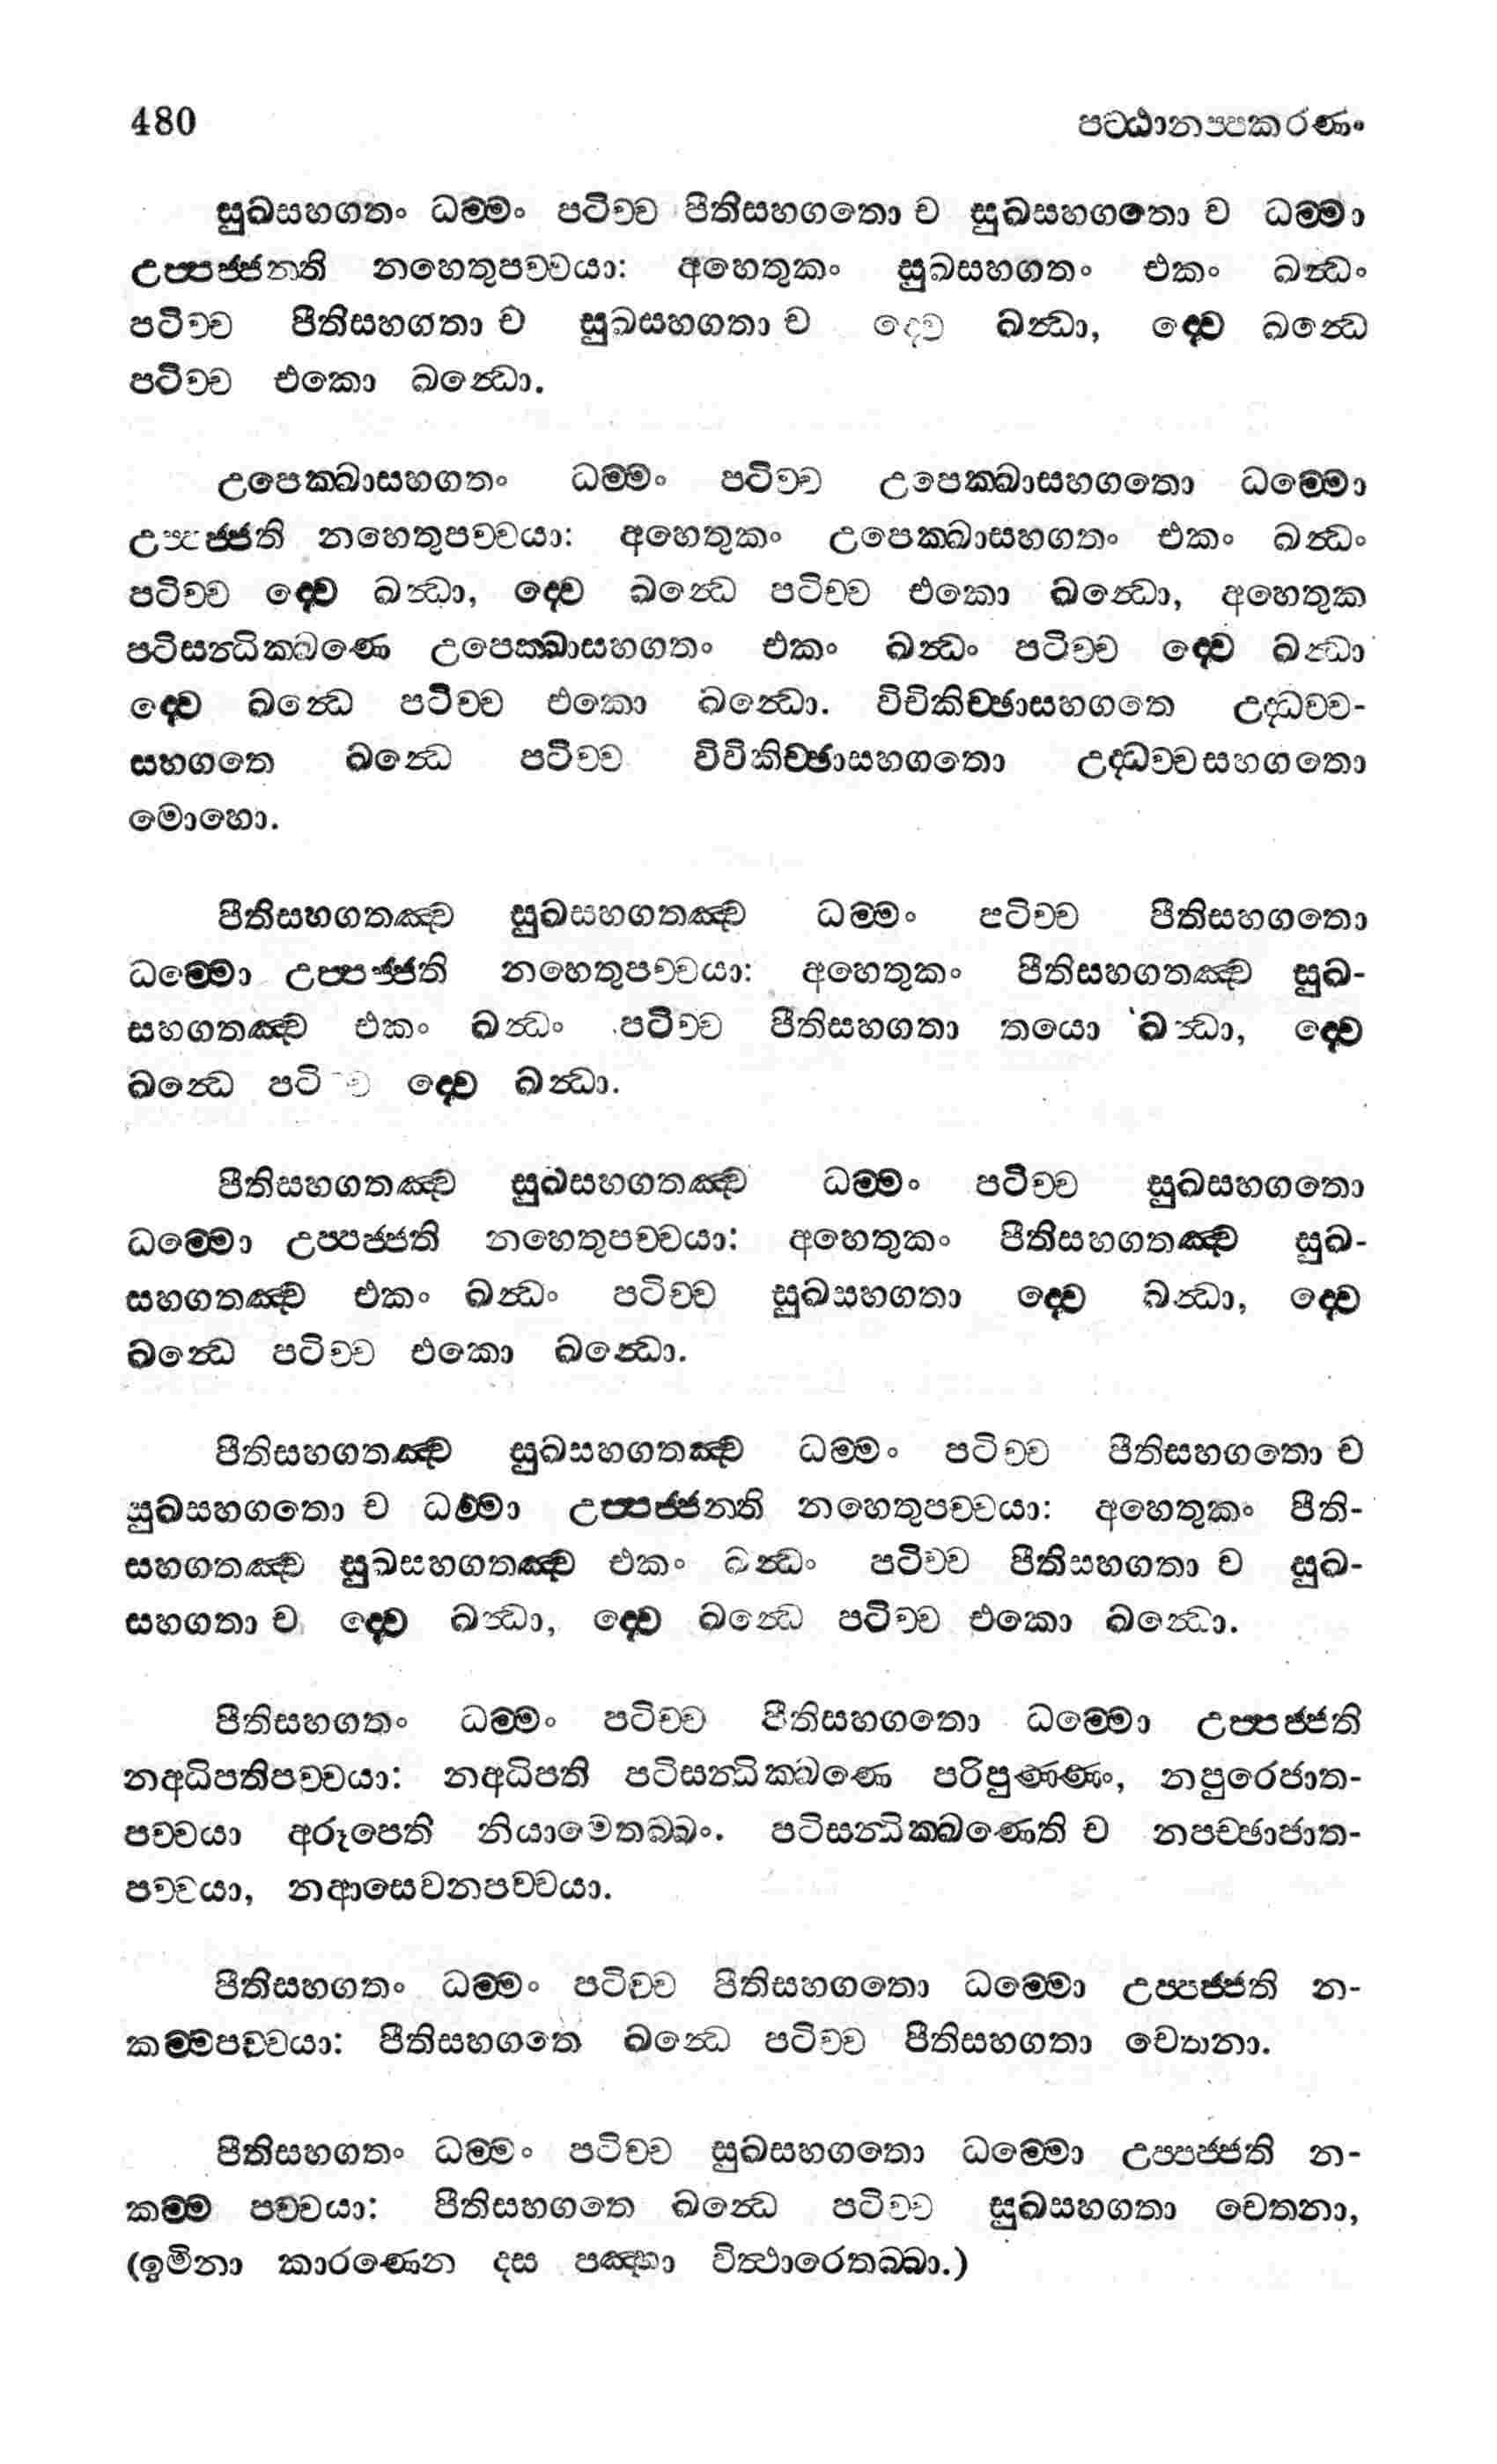 480 පට්ඨානප්පකරණං
සුඛසහගතං ධම්මං පටිච්ච පීතිසහගතො ච සුඛසහගතො ච ධම්මා
උප්පජ්ජන්ති නහෙතුපච්චයා: අහෙතුකං සුඛසහගතං එකං ඛන්ධං
පටිච්ච පීතිසහගතා ච සුඛසහගතා ච ද්වෙ ඛන්ධා, ද්වෙ ඛන්ධෙ
පටිච්ච එකො ඛන්ධො.
උපෙක්ඛාසහගතං ධම්මං පටිච්ච උපෙක්ඛාසහගතො ධම්මො
උප්පජ්ජති නහෙතුපච්චයා: අහෙතුකං උපෙක්ඛාසහගතං එකං ඛන්ධං
පටිච්ච ද්වෙ ඛන්ධා, ද්වෙ ඛන්ධෙ පටිච්ච එකො ඛන්ධො, අහෙතුක
පටිසන්ධික්ඛණෙ උපෙක්ඛාසහගතං එකං ඛන්ධං පටිච්ච ද්වෙ ඛන්ධා
ද්වෙ ඛන්ධෙ පටිච්ච එකො ඛන්ධො. විචිකිච්ඡාසහගතෙ උද්ධච්ච-
සහගතෙ ඛන්ධෙ පටිච්ච විචිකිච්ඡාසහගතො උද්ධච්චසහගතො
මොහො.
පීතිසහගතඤ්ච සුඛසහගතඤ්ච ධම්මං පටිච්ච පීතිසහගතො
ධම්මො උප්පජ්ජති නහෙතුපච්චයා: අහෙතුකං පීතිසහගතඤ්ච සුඛ-
සහගතඤ්ච එකං ඛන්ධං පටිච්ච පීතිසහගතා තයො ඛන්ධා, ද්වෙ
ඛන්ධෙ පටිච්ච ද්වෙ ඛන්ධා.
පීතිසහගතඤ්ච සුඛසහගතඤ්ච ධම්මං පටිච්ච සුඛසහගතො
ධම්මො උප්පජ්ජති නහෙතුපච්චයා: අහෙතුකං පීතිසහගතඤ්ච සුඛ-
සහගතඤ්ච එකං ඛන්ධං පටිච්ච සුඛසහගතා ද්වෙ ඛන්ධා, ද්වෙ
ඛන්ධෙ පටිච්ච එකො ඛන්ධො.
පීතිසහගතඤ්ච සුඛසහගතඤ්ච ධම්මං පටිච්ච පීතිසහගතො ච
සුඛසහගතො ච ධම්මා උප්පජ්ජන්ති නහෙතුපච්චයා: අහෙතුකං පීති-
සහගතඤ්ච සුඛසහගතඤ්ච එකං ඛන්ධං පටිච්ච පීතිසහගතා ච සුඛ-
සහගතා ච ද්වෙ ඛන්ධා, ද්වෙ ඛන්ධෙ පටිච්ච එකො ඛන්ධො.
පීතිසහගතං ධම්මං පටිච්ච පීතිසහගතො ධම්මො උප්පජ්ජති
නඅධිපතිපච්චයා: නඅධිපති පටිසන්ධික්ඛණෙ පරිපුණ්ණං, නපුරෙජාත-
පච්චයා අරූපෙති නියාමෙතබ්බං. පටිසන්ධික්ඛණෙති ච නපච්ඡාජාත-
පච්චයා, නආසෙවනපච්චයා.
පීතිසහගතං ධම්මං පටිච්ච පීතිසහගතො ධම්මො උප්පජ්ජති න-
කම්මපච්චයා: පීතිසහගතෙ ඛන්ධෙ පටිච්ච පීතිසහගතා චෙතනා.
පීතිසහගතං ධම්මං පටිච්ච සුඛසහගතො ධම්මො උප්පජ්ජති න-
කම්ම පච්චයා: පීතිසහගතෙ ඛන්ධෙ පටිච්ච සුඛසහගතා චෙතනා,
(ඉමිනා කාරණෙන දස පඤ්හා විත්ථාරෙතබ්බා.)